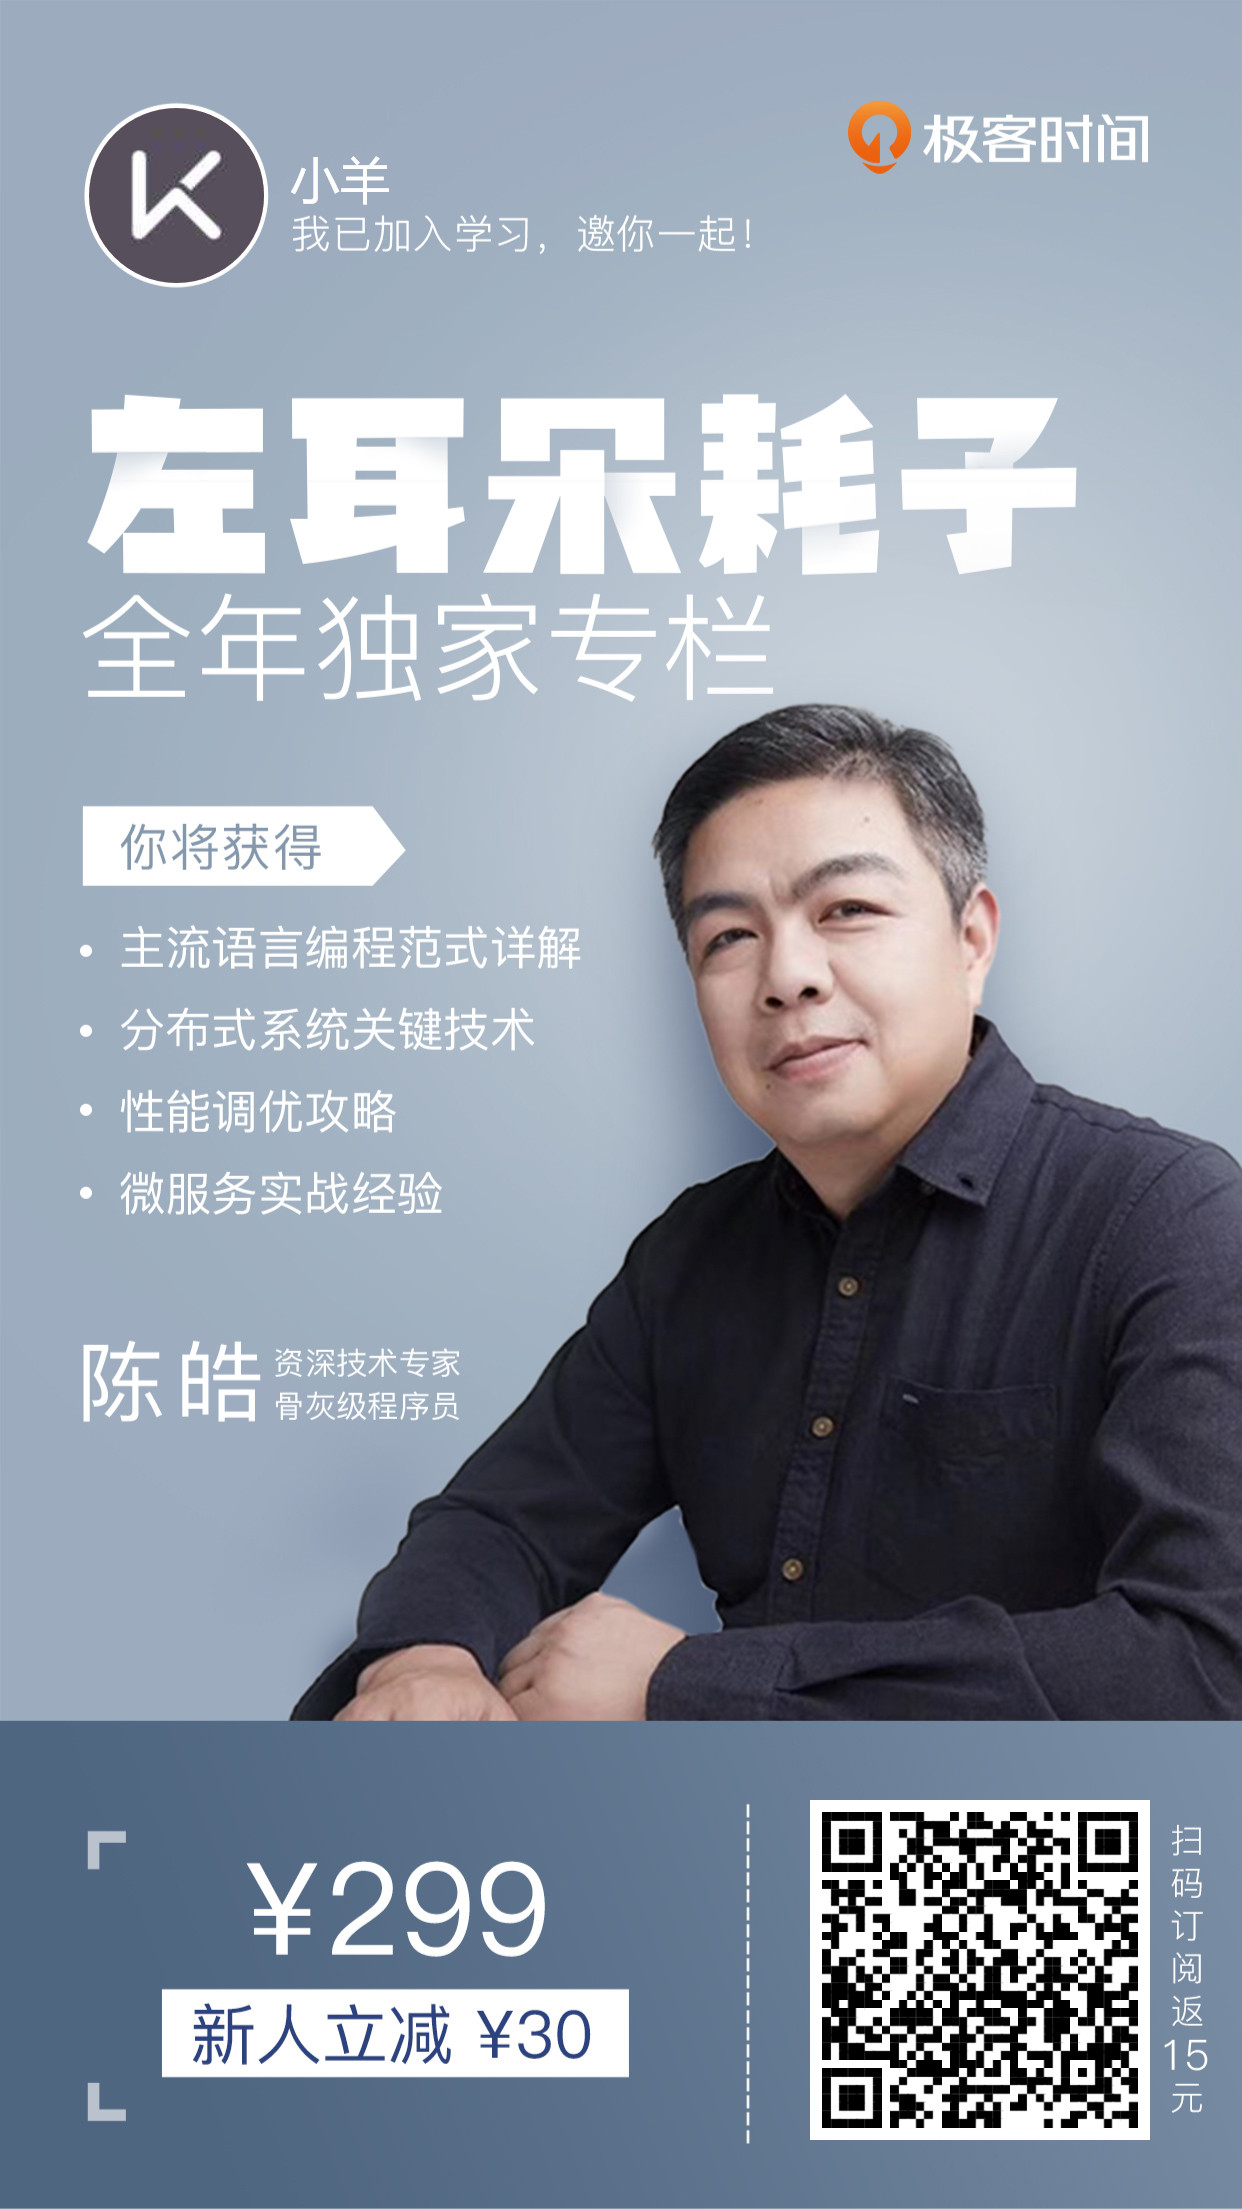 小羊
我已加入学习，邀你一起！
极客时间
左耳朵耗子
全年独家专栏
你将获得
• 主流语言编程范式详解
• 分布式系统关键技术
• 性能调优攻略
• 微服务实战经验
陈皓
资深技术专家
骨灰级程序员
¥299
新人立减 ¥30
扫码订阅返15元